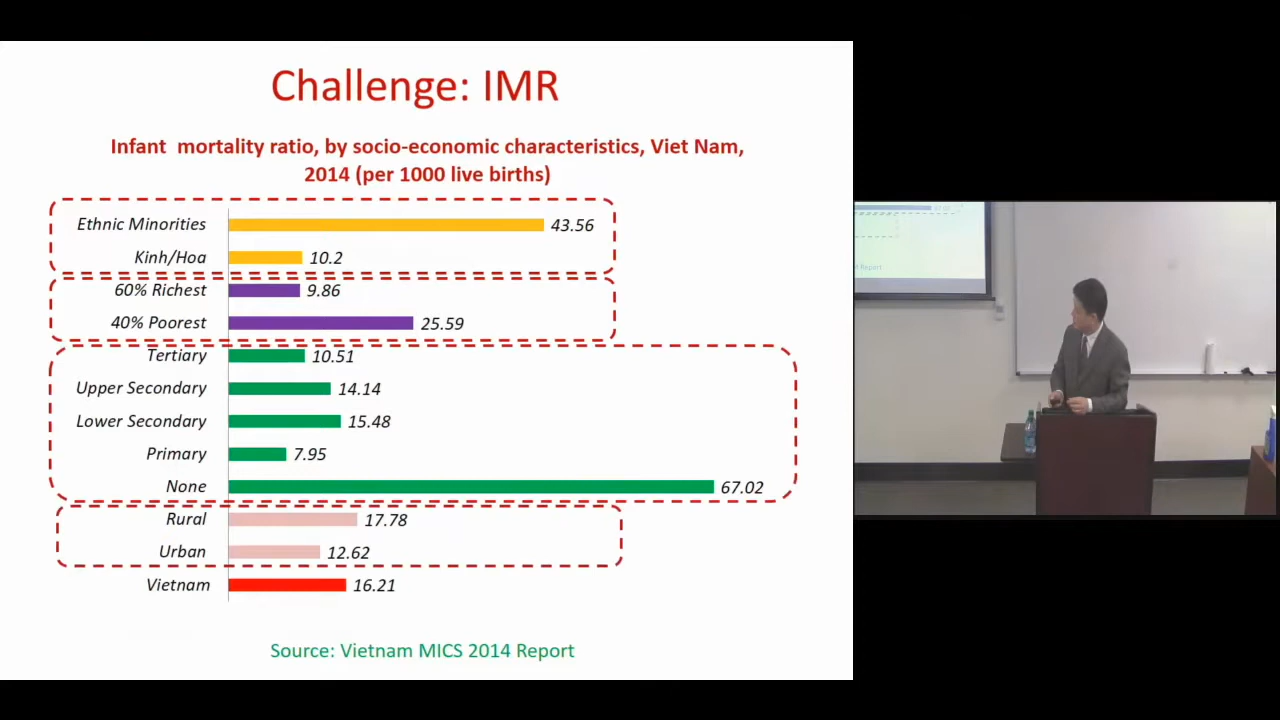 Challenge: IMR
Infant mortality ratio, by socio-economic characteristics, Viet Nam,
2014 (per 1000 live births)
Ethnic Minorities 43.56
Kinh/Hoa 10.2
60% Richest 9.86
40% Poorest 25.59
Tertiary 10.51
Upper Secondary 14.14
Lower Secondary 15.48
Primary 7.95
None 67.02
Rural 17.78
Urban 12.62
Vietnam 16.21
Source: Vietnam MICS 2014 Report
Report